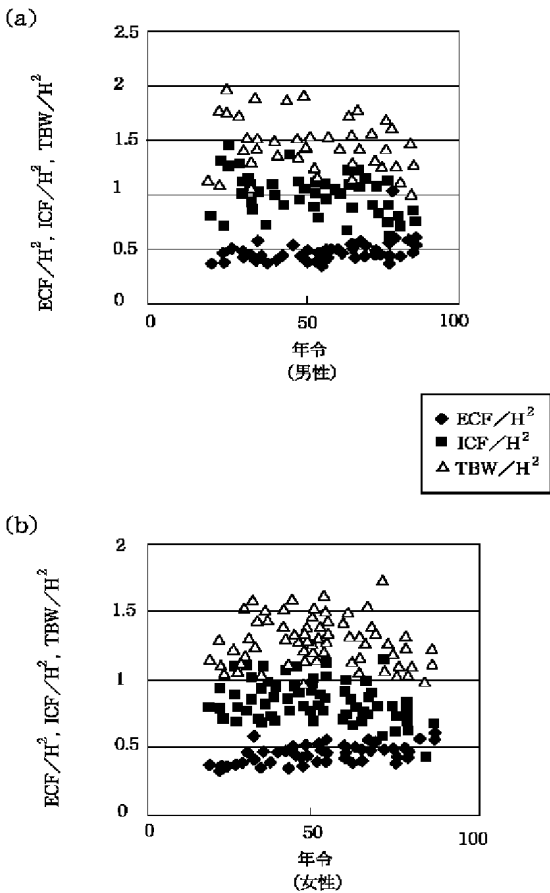 (a)
2.5
2
1.5
1
0.5
0
ECF/H², ICF/H², TBW/H²
0 50 100
年令
(男性)
◆ ECF/H²
■ ICF/H²
△ TBW/H²
(b)
2
1.5
1
0.5
0
ECF/H², ICF/H², TBW/H²
0 50 100
年令
(女性)